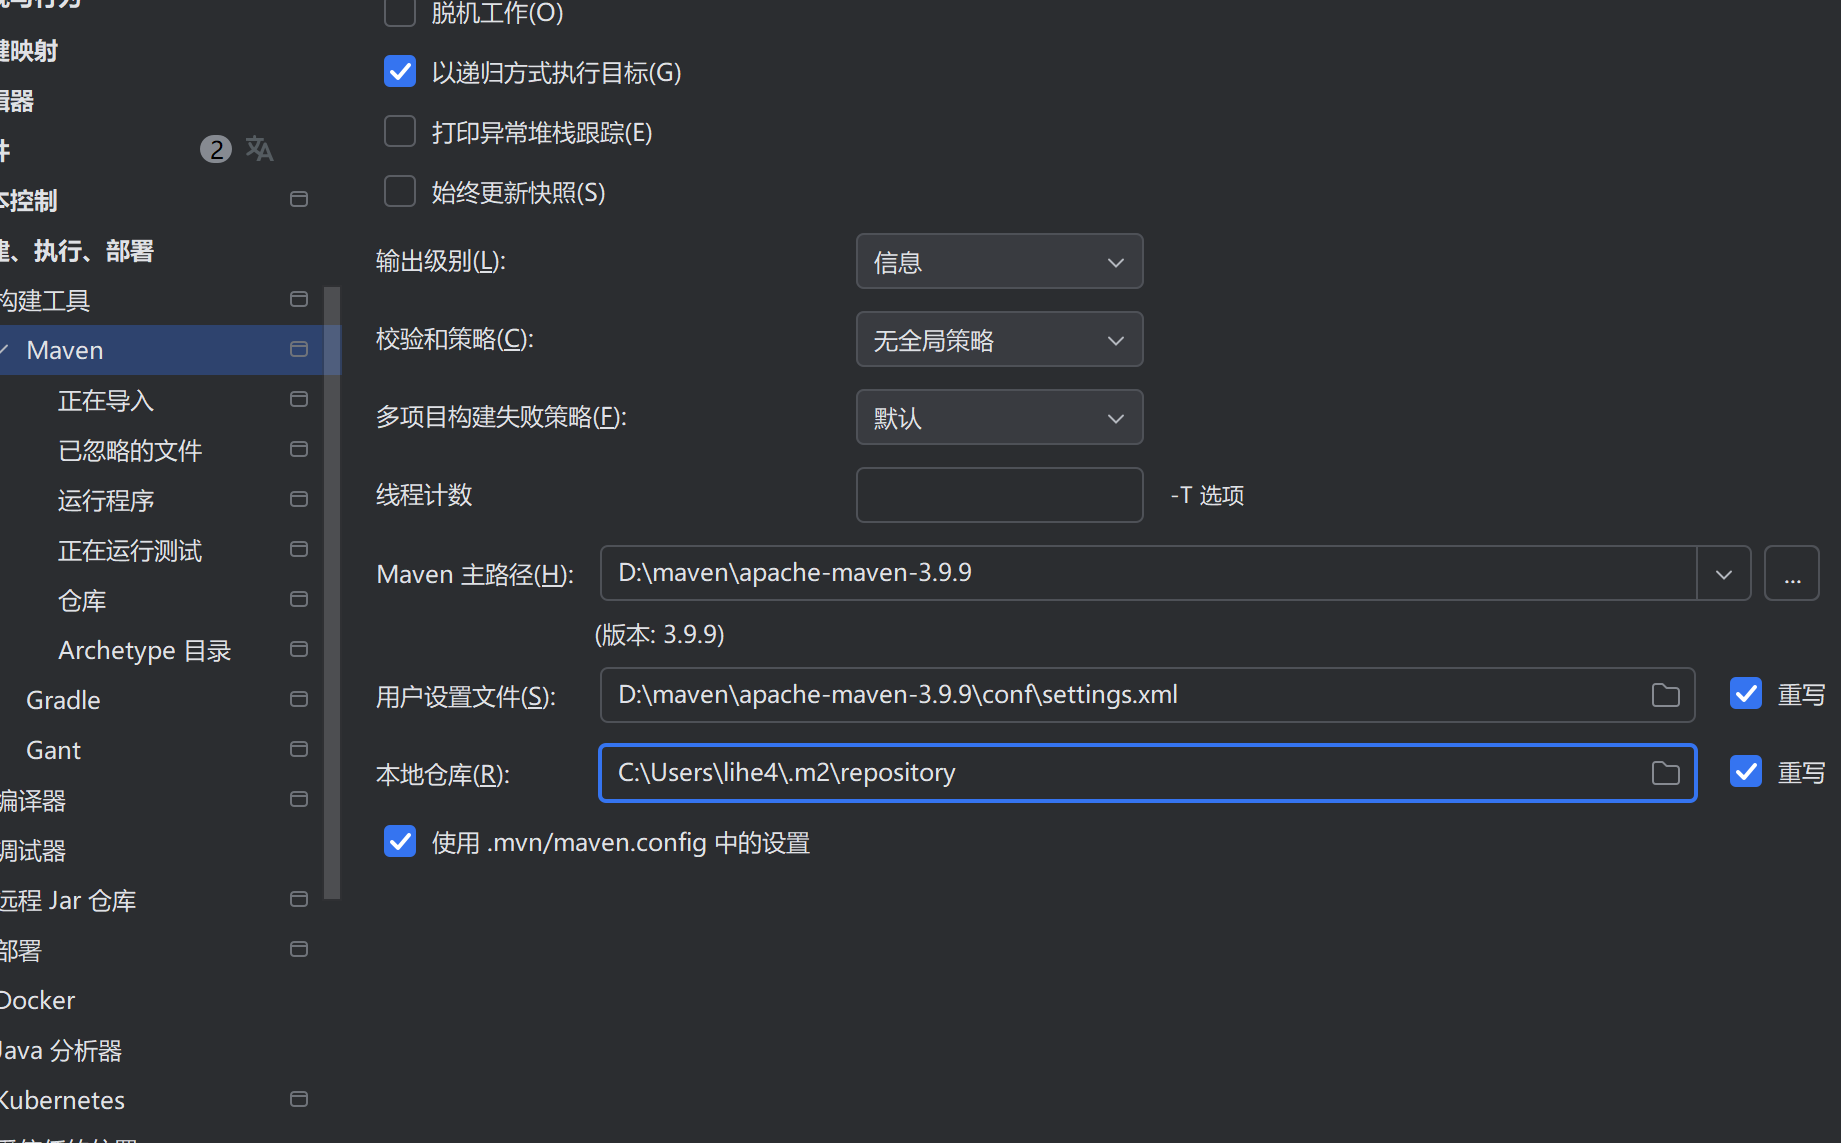 键映射
辑器
件 2
本控制
建、执行、部署
构建工具
Maven
正在导入
已忽略的文件
运行程序
正在运行测试
仓库
Archetype 目录
Gradle
Gant
编译器
调试器
远程 Jar 仓库
部署
Docker
Java 分析器
Kubernetes
脱机工作(O)
以递归方式执行目标(G)
打印异常堆栈跟踪(E)
始终更新快照(S)
输出级别(L): 信息
校验和策略(C): 无全局策略
多项目构建失败策略(F): 默认
线程计数 -T 选项
Maven 主路径(H): D:\maven\apache-maven-3.9.9 ...
(版本: 3.9.9)
用户设置文件(S): D:\maven\apache-maven-3.9.9\conf\settings.xml 重写
本地仓库(R): C:\Users\lihe4\.m2\repository 重写
使用 .mvn/maven.config 中的设置